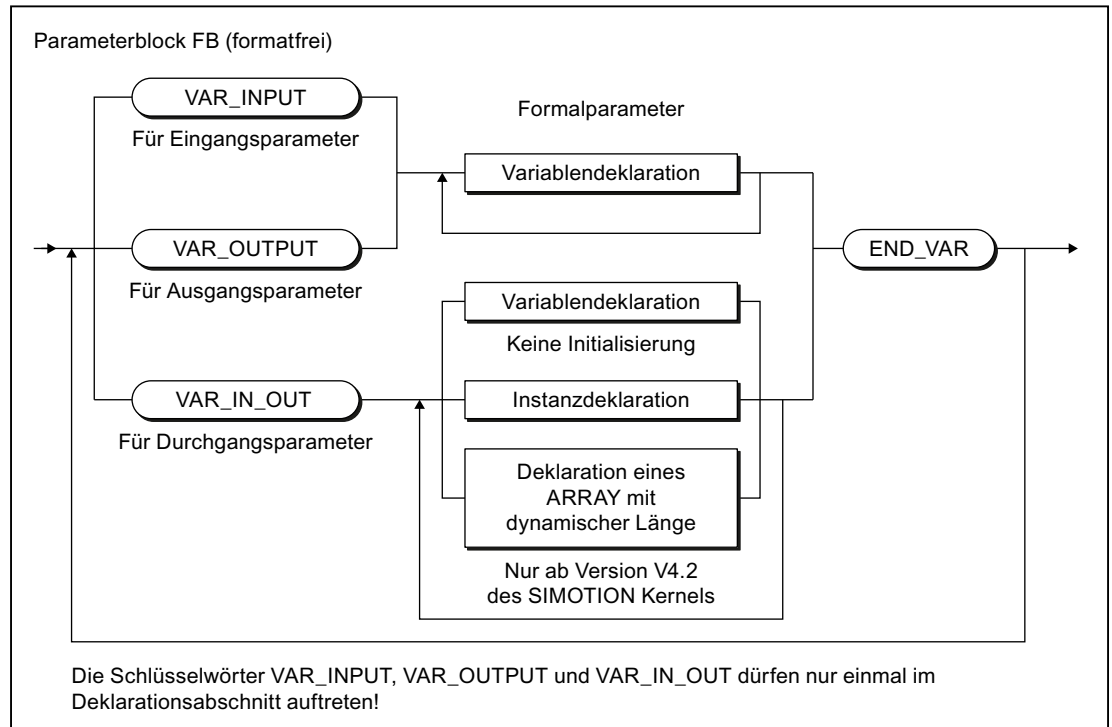 Parameterblock FB (formatfrei)
VAR_INPUT
Für Eingangsparameter
Formalparameter
Variablendeklaration
VAR_OUTPUT
Für Ausgangsparameter
END_VAR
Variablendeklaration
Keine Initialisierung
VAR_IN_OUT
Für Durchgangsparameter
Instanzdeklaration
Deklaration eines
ARRAY mit
dynamischer Länge
Nur ab Version V4.2
des SIMOTION Kernels
Die Schlüsselwörter VAR_INPUT, VAR_OUTPUT und VAR_IN_OUT dürfen nur einmal im
Deklarationsabschnitt auftreten!